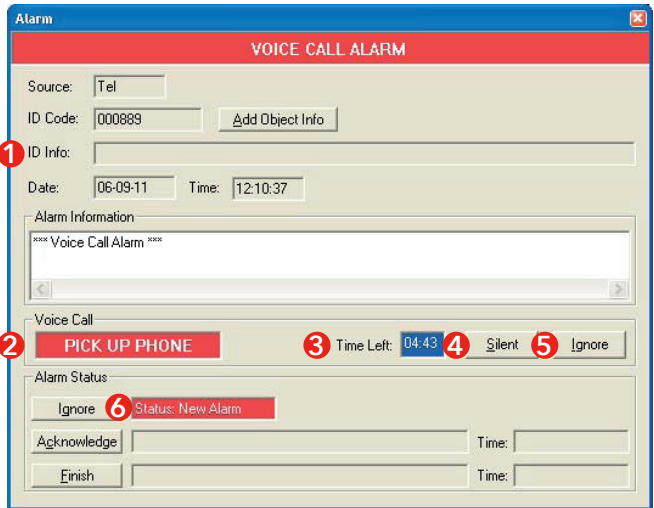 Alarm
VOICE CALL ALARM
Source: Tel
ID Code: 000889 Add Object Info
1 ID Info:
Date: 06-09-11 Time: 12:10:37
Alarm Information
*** Voice Call Alarm ***
Voice Call
2 PICK UP PHONE 3 Time Left: 04:43 4 Silent 5 Ignore
Alarm Status
Ignore 6 Status: New Alarm
Acknowledge Time:
Finish Time: